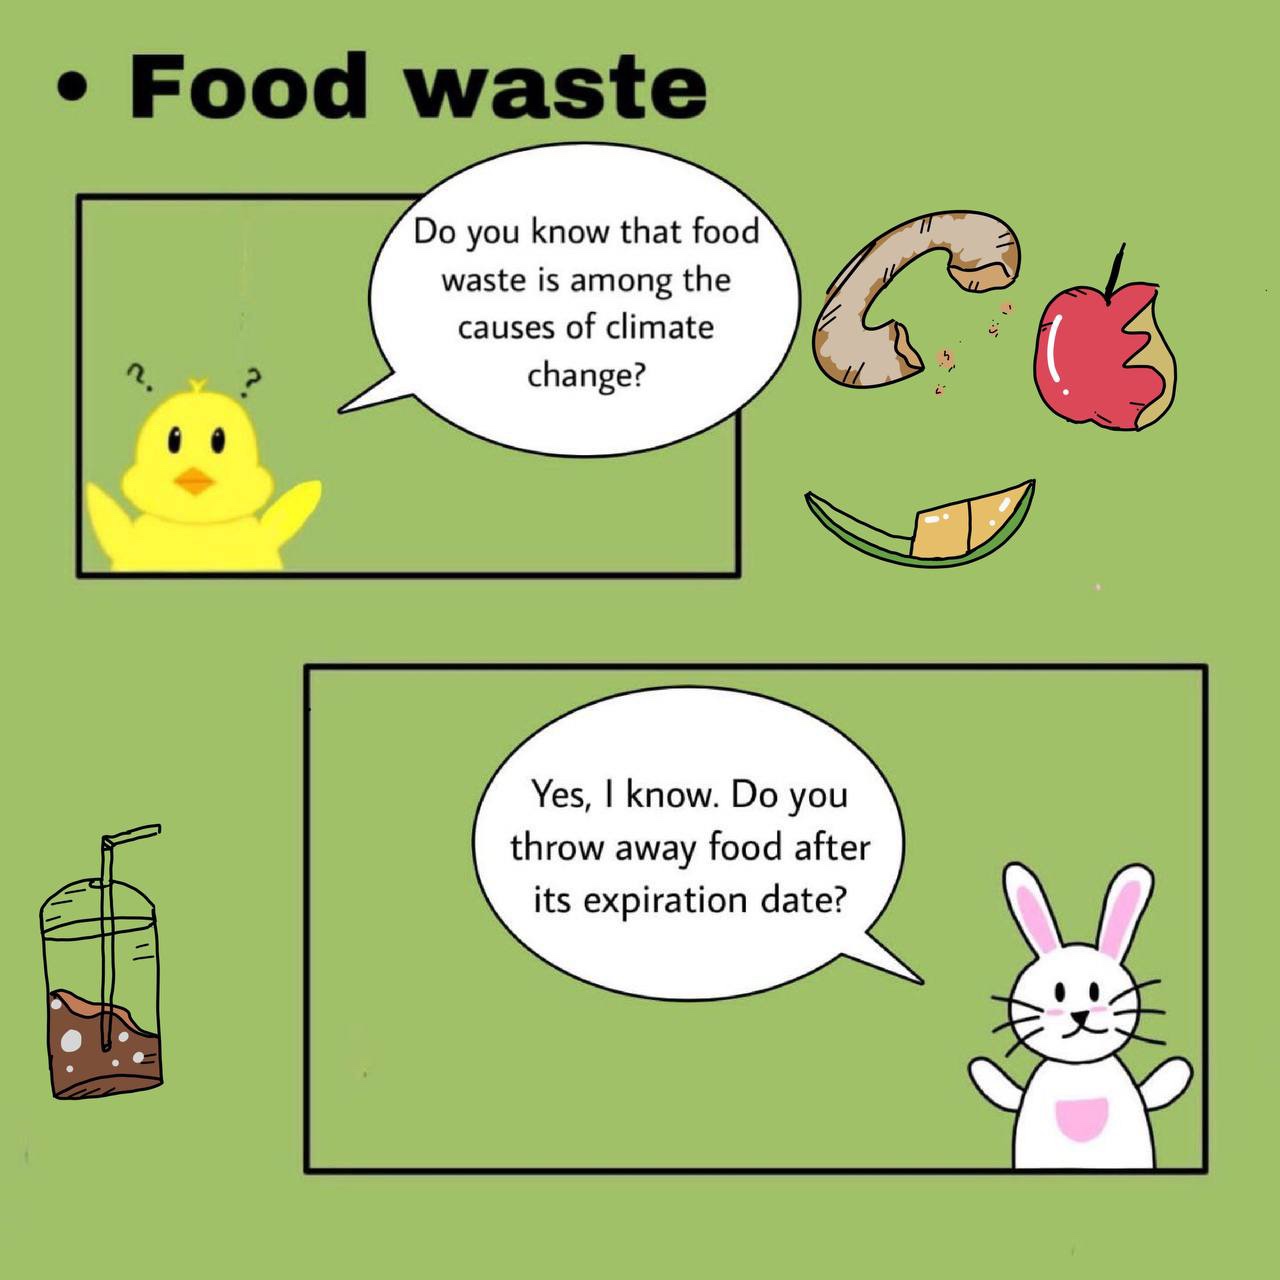 • Food waste
Do you know that food
waste is among the
causes of climate
change?
? ?
Yes, I know. Do you
throw away food after
its expiration date?